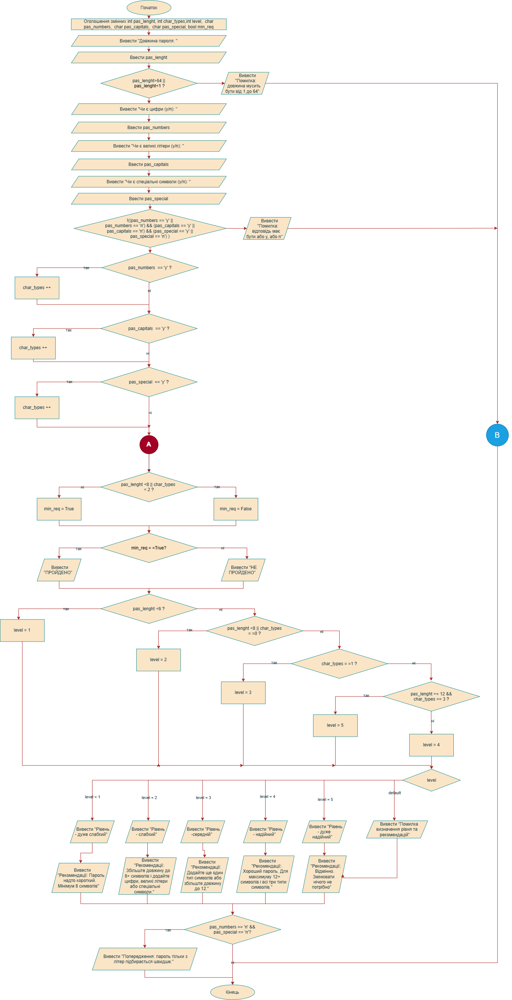 Початок
Оголошення змінних int pas_lenght, int char_types,int level,  char
pas_numbers,  char pas_capitals,  char pas_special, bool min_req
Вивести "Довжина пароля: "
Ввести pas_lenght
pas_lenght>64 ||
pas_lenght<1 ?
Вивести
"Помилка:
довжина мусить
бути від 1 до 64"
Вивести "Чи є цифри (y/n): "
Ввести pas_numbers
Вивести "Чи є великі літери (y/n): "
Ввести pas_capitals
Вивести "Чи є спеціальні символи (y/n): "
Ввести pas_special
!((pas_numbers == 'y' ||
pas_numbers == 'n') && (pas_capitals == 'y' ||
pas_capitals == 'n') && (pas_special == 'y' ||
pas_special == 'n') )
Вивести
"Помилка:
відповідь має
бути або y, або n"
pas_numbers  == 'y' ?
так
char_types ++
ні
pas_capitals  == 'y' ?
так
char_types ++
ні
pas_special  == 'y' ?
так
char_types ++
ні
A
B
pas_lenght <8 || char_types
< 2 ?
ні
так
min_req = True
min_req = False
min_req = =True?
так
ні
Вивести
"ПРОЙДЕНО"
Вивести "НЕ
ПРОЙДЕНО"
pas_lenght <6 ?
так
ні
level = 1
pas_lenght <8 || char_types
= =0 ?
так
ні
level = 2
char_types = =1 ?
так
ні
level = 3
pas_lenght >= 12 &&
char_types == 3 ?
так
level = 5
ні
level = 4
level
default
level = 1
level = 2
level = 3
level = 4
level = 5
Вивести "Рівень
- дуже слабкий"
Вивести "Рівень
- слабкий"
Вивести "Рівень
-середній"
Вивести "Рівень
- надійний"
Вивести "Рівень
- дуже
надійний"
Вивести "Помилка
визначення рівня та
рекомендацій"
Вивести
"Рекомендації: Пароль
надто короткий.
Мінімум 8 символів"
Вивести
"Рекомендації:
Збільште довжину до
8+ символів і додайте
цифри, великі літери
або спеціальні
символи."
Вивести
"Рекомендації:
Додайте ще один
тип символів або
збільште довжину
до 12."
Вивести
"Рекомендації:
Хороший пароль. Для
максимуму 12+
символів і всі три типи
символів."
Вивести
"Рекомендації:
Відмінно.
Змінювати
нічого не
потрібно"
pas_numbers == 'n' &&
pas_special == 'n'?
так
Вивести "Попередження: пароль тільки з
літер підбирається швидше."
ні
Кінець